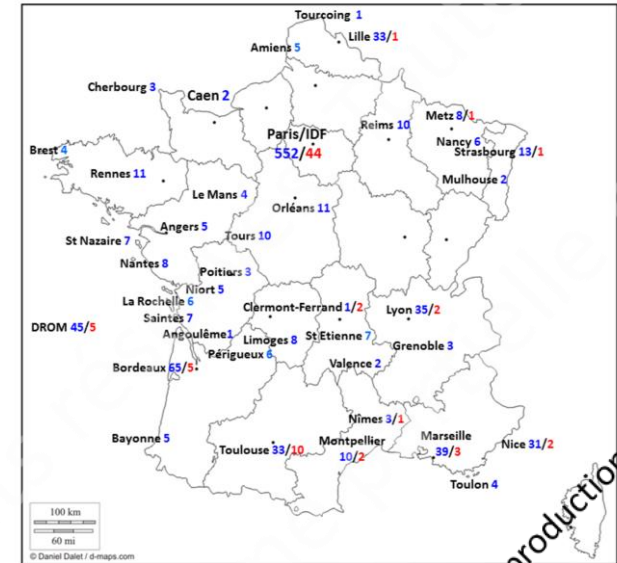 Tourcoing 1
Lille 33/1
Amiens 5
Cherbourg 3
Caen 2
Paris/IDF
552/44
Reims 10
Metz 8/1
Nancy 6
Strasbourg 13/1
Mulhouse 2
Brest 4
Rennes 11
Le Mans 4
Orléans 11
Angers 5
Tours 10
St Nazaire 7
Nantes 8
Poitiers 3
Niort 5
La Rochelle 6
Saintes 7
Angoulême 1
DROM 45/5
Clermont-Ferrand 1/2
Limoges 8
St Etienne 7
Lyon 35/2
Grenoble 3
Périgueux 6
Valence 2
Bordeaux 65/5
Bayonne 5
Toulouse 33/10
Nîmes 3/1
Montpellier
10/2
Marseille
39/3
Nice 31/2
Toulon 4
100 km
60 mi
© Daniel Dalet / d-maps.com
production